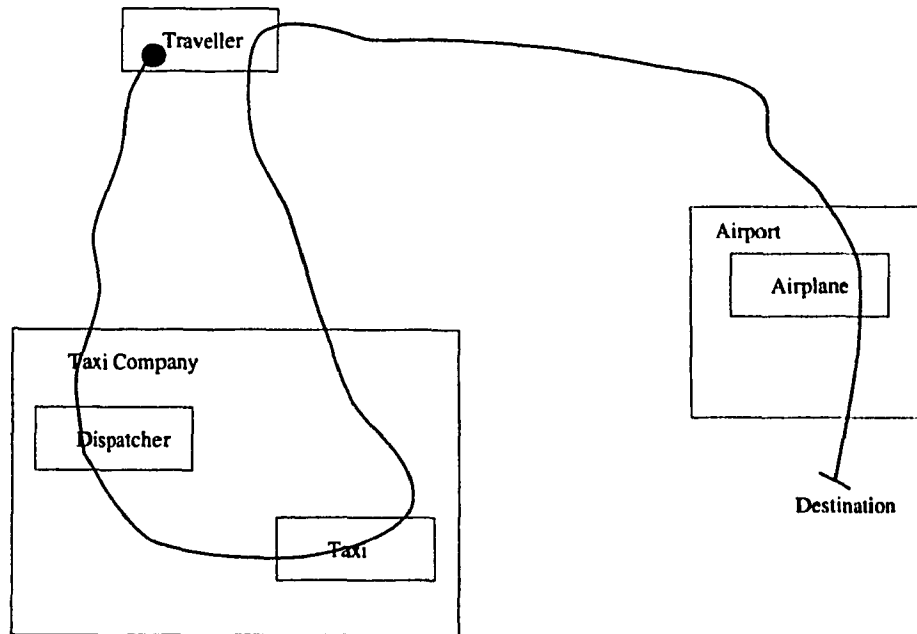 Traveller
Airport
Airplane
Taxi Company
Dispatcher
Destination
Taxi